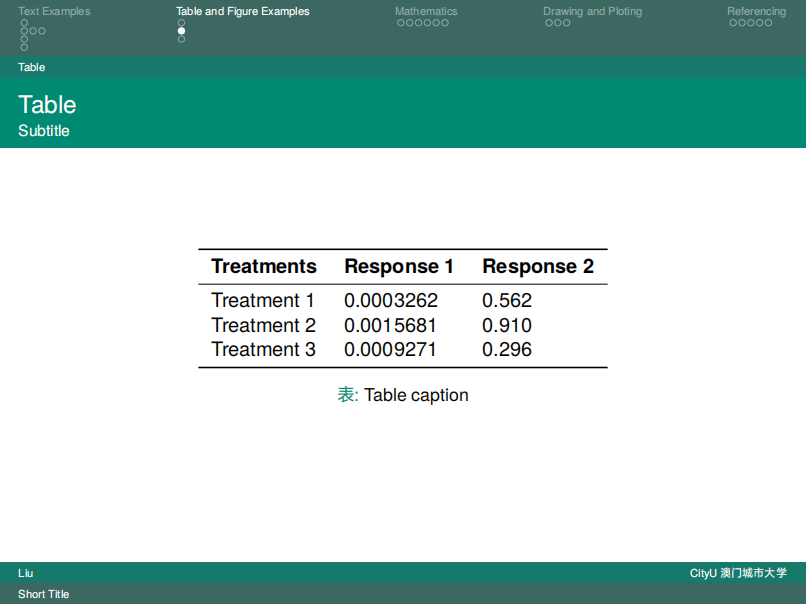 Text Examples Table and Figure Examples Mathematics Drawing and Ploting Referencing
Table
Table
Subtitle
Treatments Response 1 Response 2
Treatment 1 0.0003262 0.562
Treatment 2 0.0015681 0.910
Treatment 3 0.0009271 0.296
表: Table caption
Liu CityU 澳门城市大学
Short Title